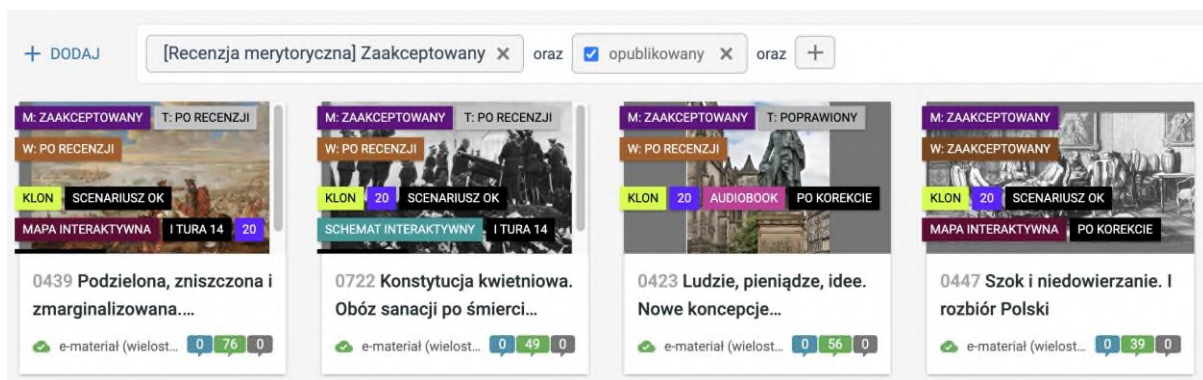 + DODAJ [Recenzja merytoryczna] Zaakceptowany × oraz opublikowany × oraz +
M: ZAAKCEPTOWANY T: PO RECENZJI
W: PO RECENZJI
KLON SCENARIUSZ OK
MAPA INTERAKTYWNA I TURA 14 20
0439 Podzielona, zniszczona i
zmarginalizowana....
e-materiał (wielost... 0 76 0
M: ZAAKCEPTOWANY T: PO RECENZJI
W: PO RECENZJI
KLON 20 SCENARIUSZ OK
SCHEMAT INTERAKTYWNY I TURA 14
0722 Konstytucja kwietniowa.
Obóz sanacji po śmierci...
e-materiał (wielost... 0 49 0
M: ZAAKCEPTOWANY T: POPRAWIONY
W: PO RECENZJI
KLON 20 AUDIOBOOK PO KOREKCIE
0423 Ludzie, pieniądze, idee.
Nowe koncepcje...
e-materiał (wielost... 0 56 0
M: ZAAKCEPTOWANY
W: ZAAKCEPTOWANY
KLON 20 SCENARIUSZ OK
MAPA INTERAKTYWNA PO KOREKCIE
0447 Szok i niedowierzanie. I
rozbiór Polski
e-materiał (wielost... 0 39 0